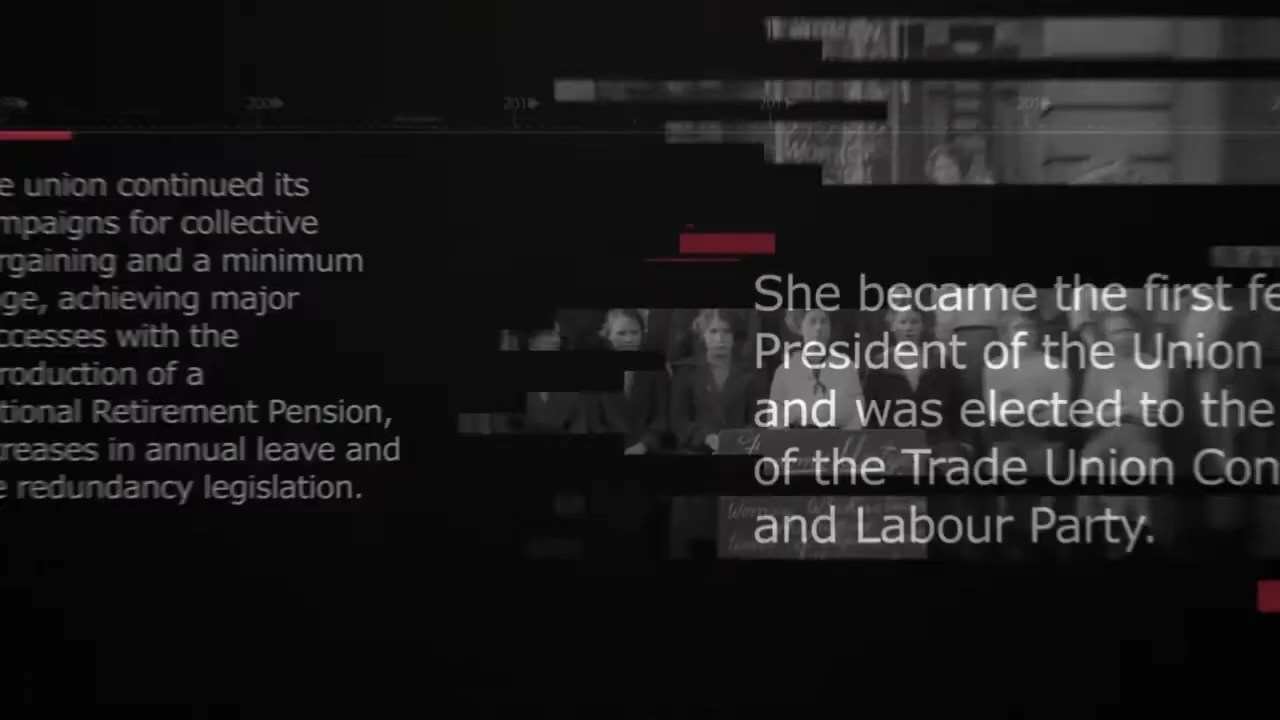 e union continued its
mpaigns for collective
rgaining and a minimum
ge, achieving major
ccesses with the
roduction of a
tional Retirement Pension,
creases in annual leave and
e redundancy legislation.
She became the first fe
President of the Union
and was elected to the
of the Trade Union Con
and Labour Party.